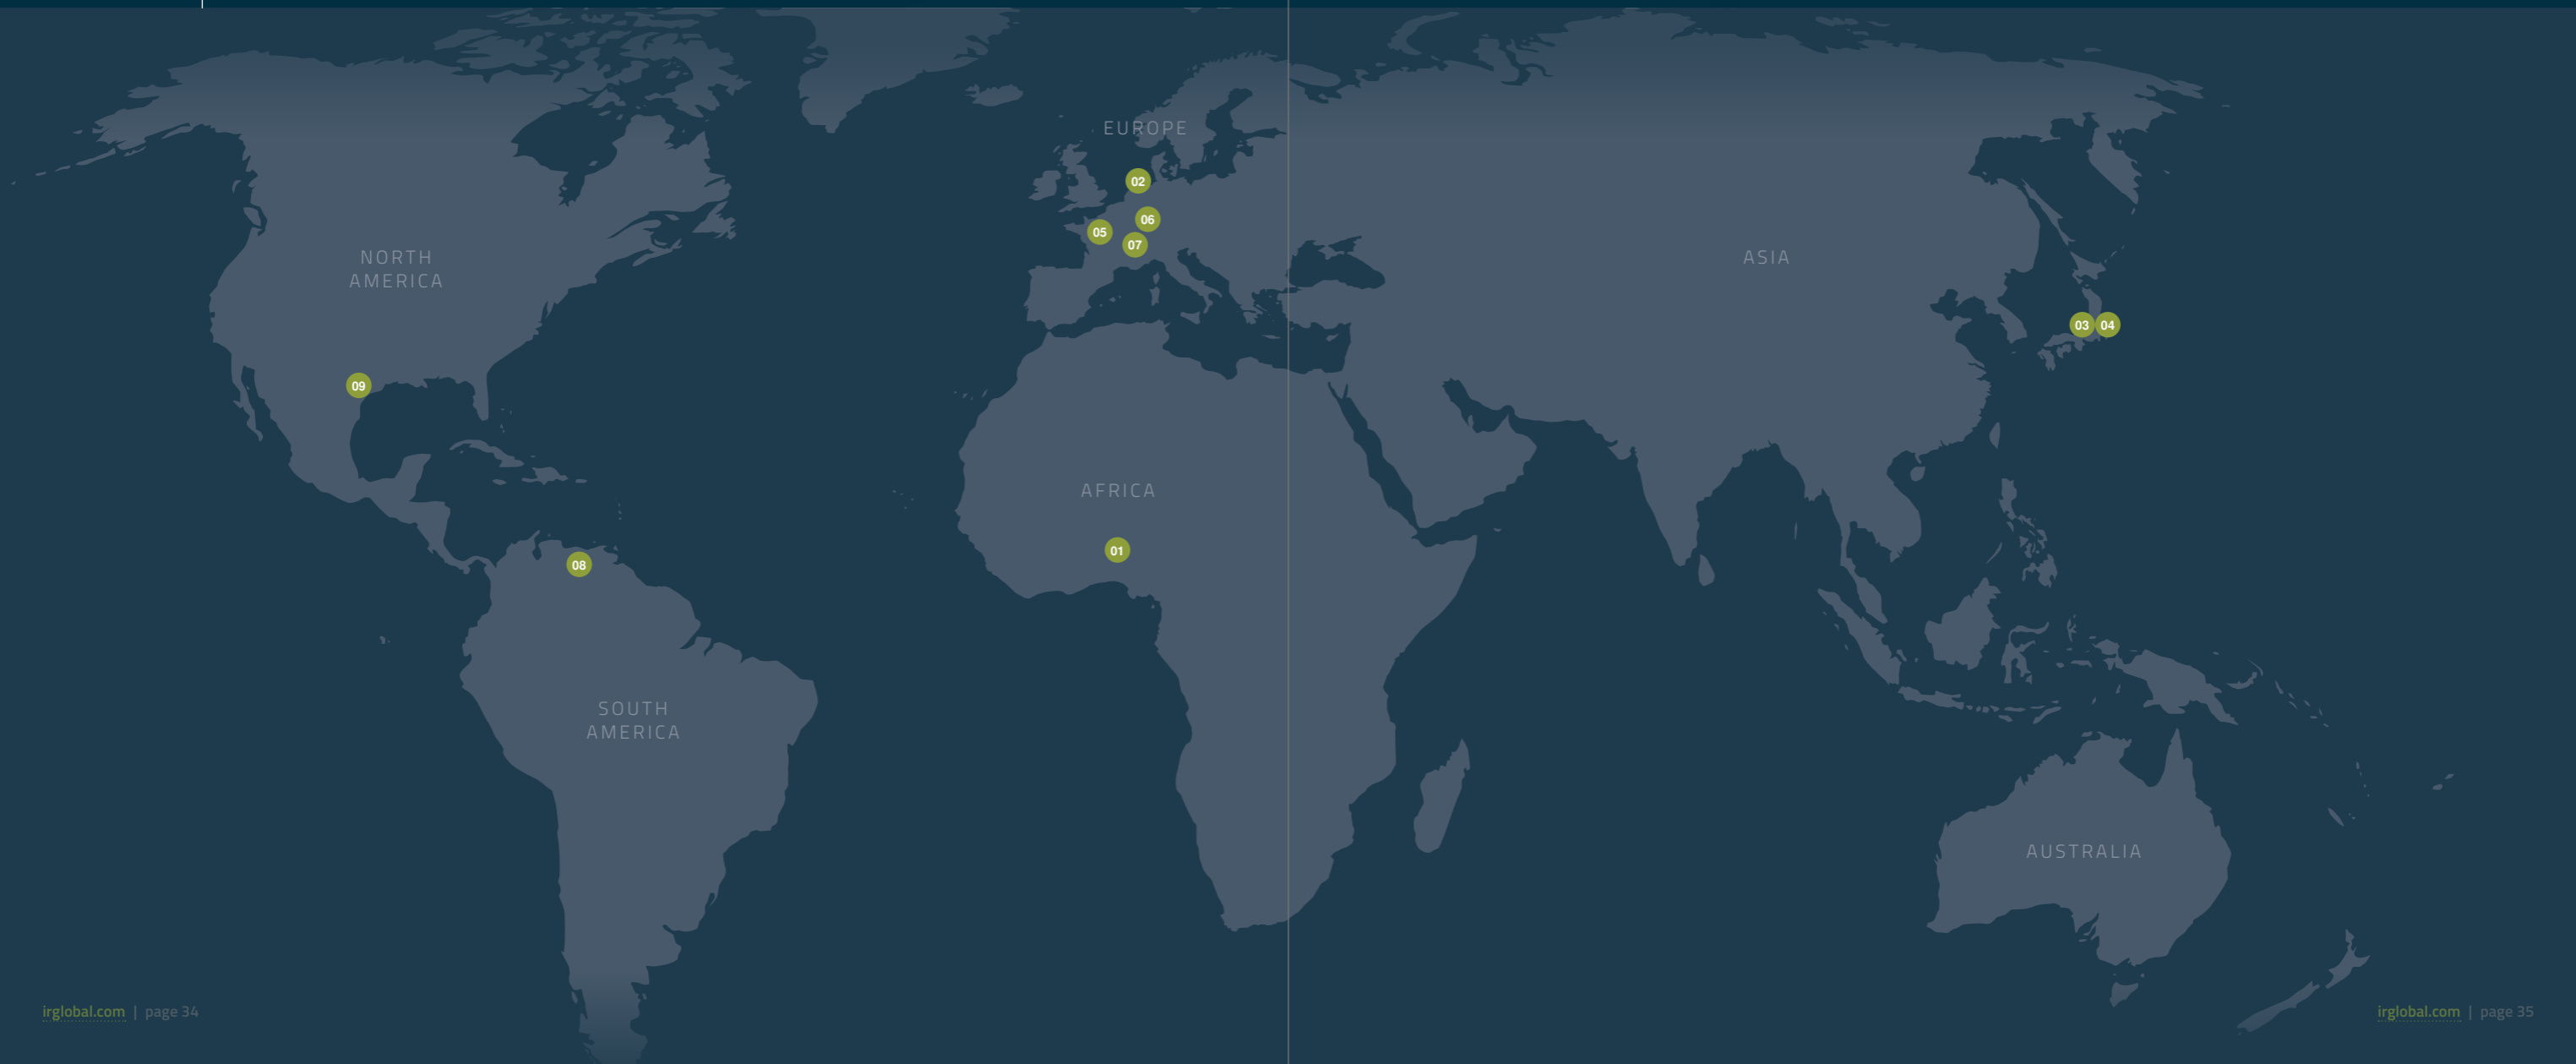 EUROPE
02
06
05
07
NORTH
AMERICA
ASIA
03
04
09
AFRICA
01
08
SOUTH
AMERICA
AUSTRALIA
irglobal.com | page 34
irglobal.com | page 35